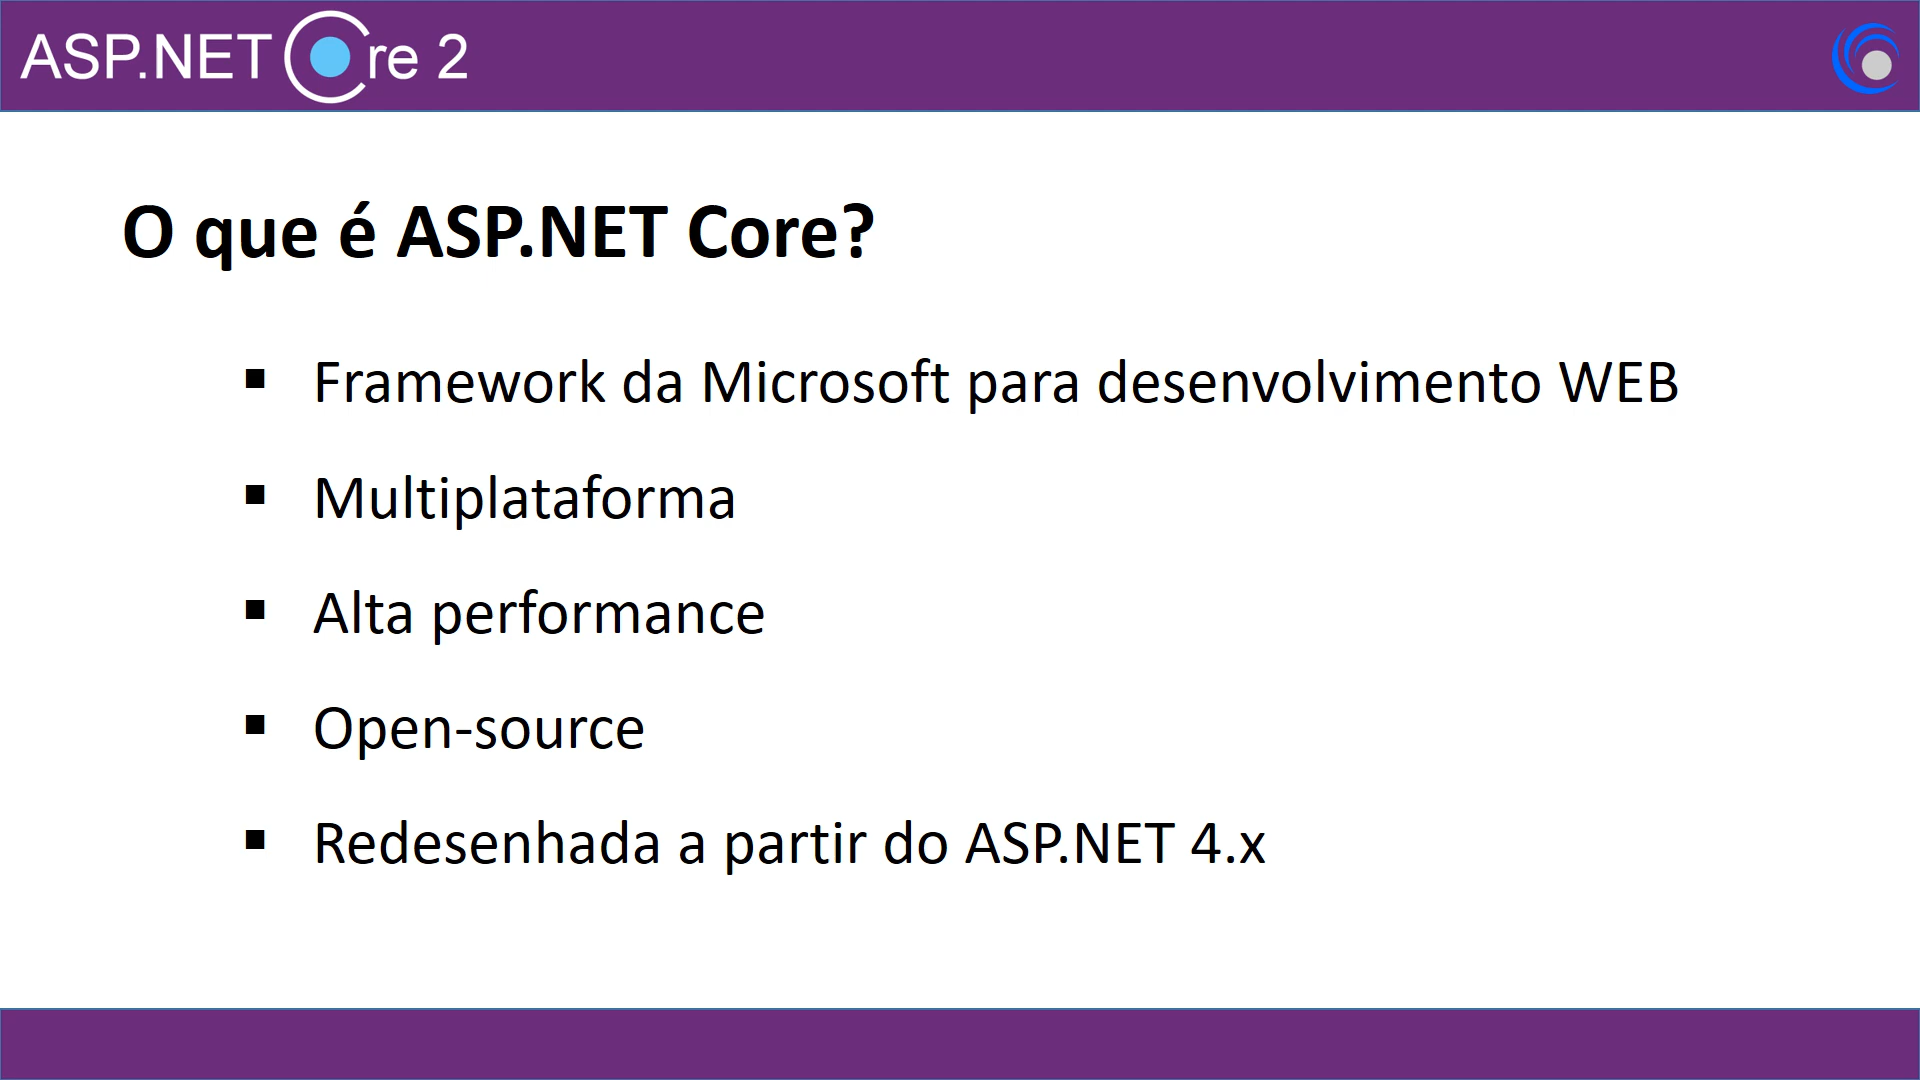 ASP.NET Core 2
O que é ASP.NET Core?
▪ Framework da Microsoft para desenvolvimento WEB
▪ Multiplataforma
▪ Alta performance
▪ Open-source
▪ Redesenhada a partir do ASP.NET 4.x